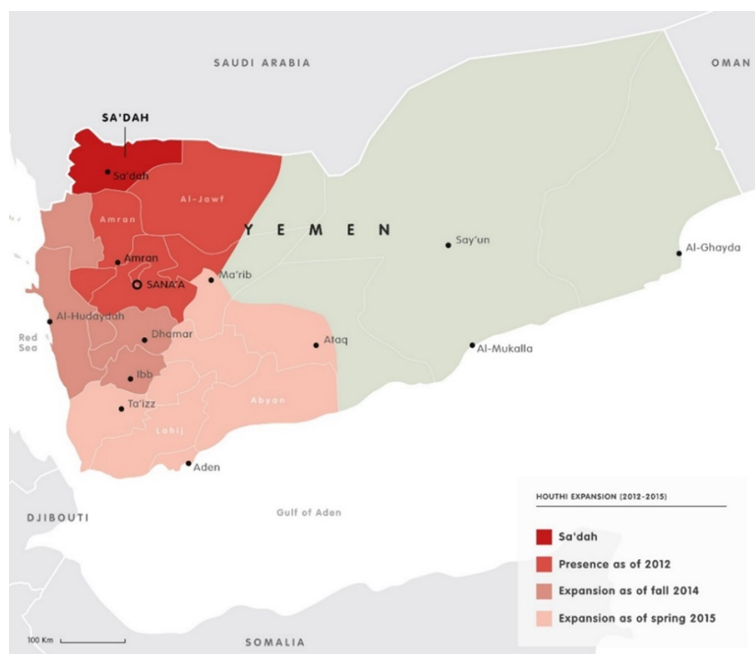 SAUDI ARABIA
OMAN
SA'DAH
Sa'dah
Al-Jawf
Amran
YEMEN
Say'un
Al-Ghayda
Amran
Ma'rib
SANA'A
Al-Hudaydah
Red
Sea
Dhamar
Ataq
Al-Mukalla
Ibb
Abyan
Ta'izz
Lahij
Aden
Gulf of Aden
DJIBOUTI
HOUTHI EXPANSION (2012-2015)
Sa'dah
Presence as of 2012
Expansion as of fall 2014
Expansion as of spring 2015
100 Km
SOMALIA